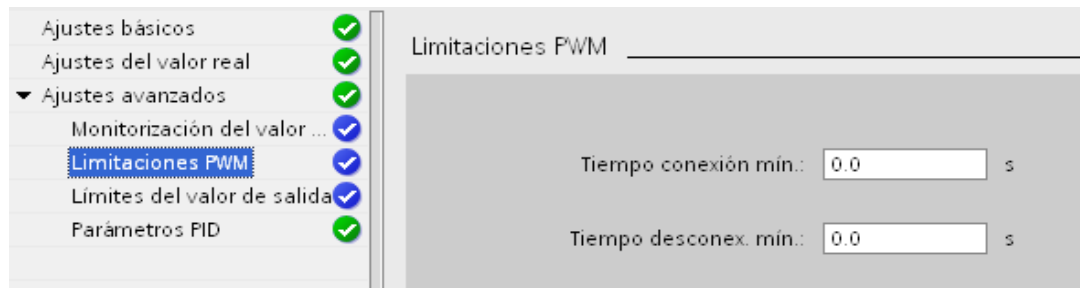 Ajustes básicos
Ajustes del valor real
Ajustes avanzados
Monitorización del valor ...
Limitaciones PWM
Límites del valor de salida
Parámetros PID
Limitaciones PWM
Tiempo conexión mín.: 0.0 s
Tiempo desconex. mín.: 0.0 s